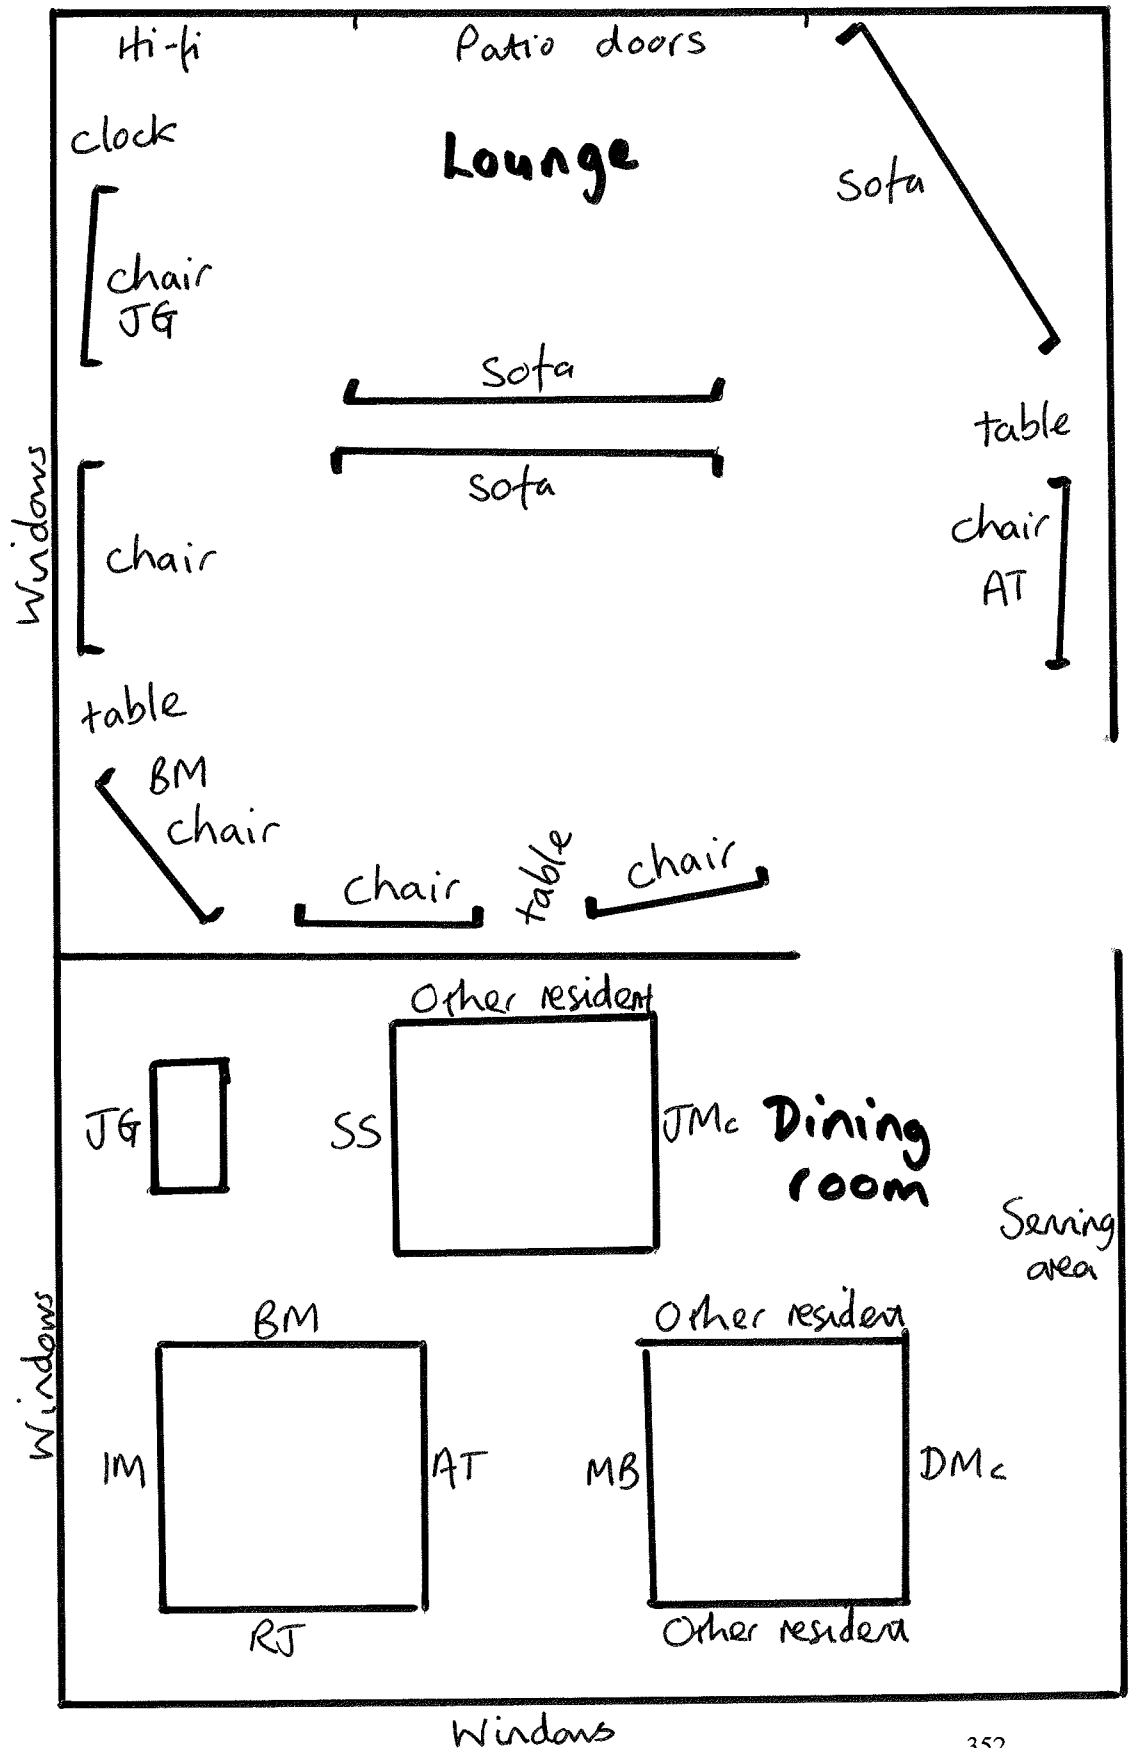 Hi-fi
Patio doors
clock
Lounge
sofa
chair
JG
sofa
table
sofa
Windows
chair
chair
AT
table
BM
chair
chair
table
chair
Other resident
JG
SS
JMc
Dining
room
Serving
area
BM
Other resident
Windows
IM
AT
MB
DMc
RJ
Other resident
Windows
352